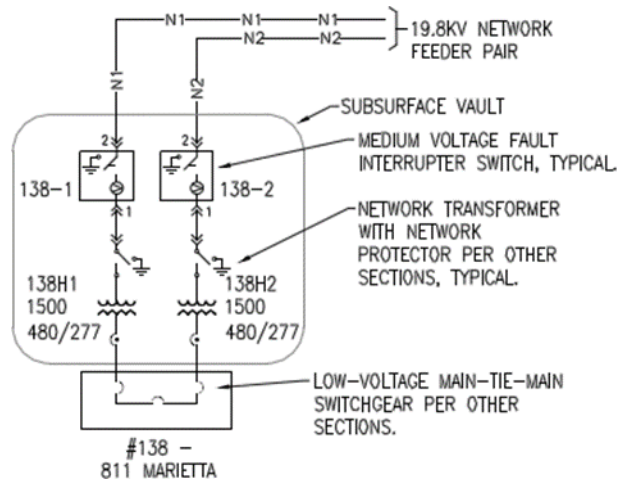 N1 N1 N1
N2 N2
19.8KV NETWORK
FEEDER PAIR
N1
N2
SUBSURFACE VAULT
2
2
MEDIUM VOLTAGE FAULT
INTERRUPTER SWITCH, TYPICAL.
138-1
138-2
1
1
NETWORK TRANSFORMER
WITH NETWORK
PROTECTOR PER OTHER
SECTIONS, TYPICAL.
138H1
1500
480/277
138H2
1500
480/277
LOW-VOLTAGE MAIN-TIE-MAIN
SWITCHGEAR PER OTHER
SECTIONS.
#138 -
811 MARIETTA